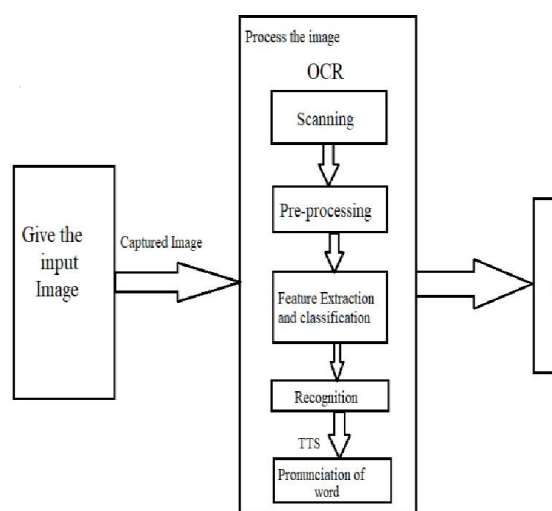 Process the image
OCR
Scanning
Pre-processing
Give the
input
Image
Captured Image
Feature Extraction
and classification
Recognition
TTS
Pronunciation of
word